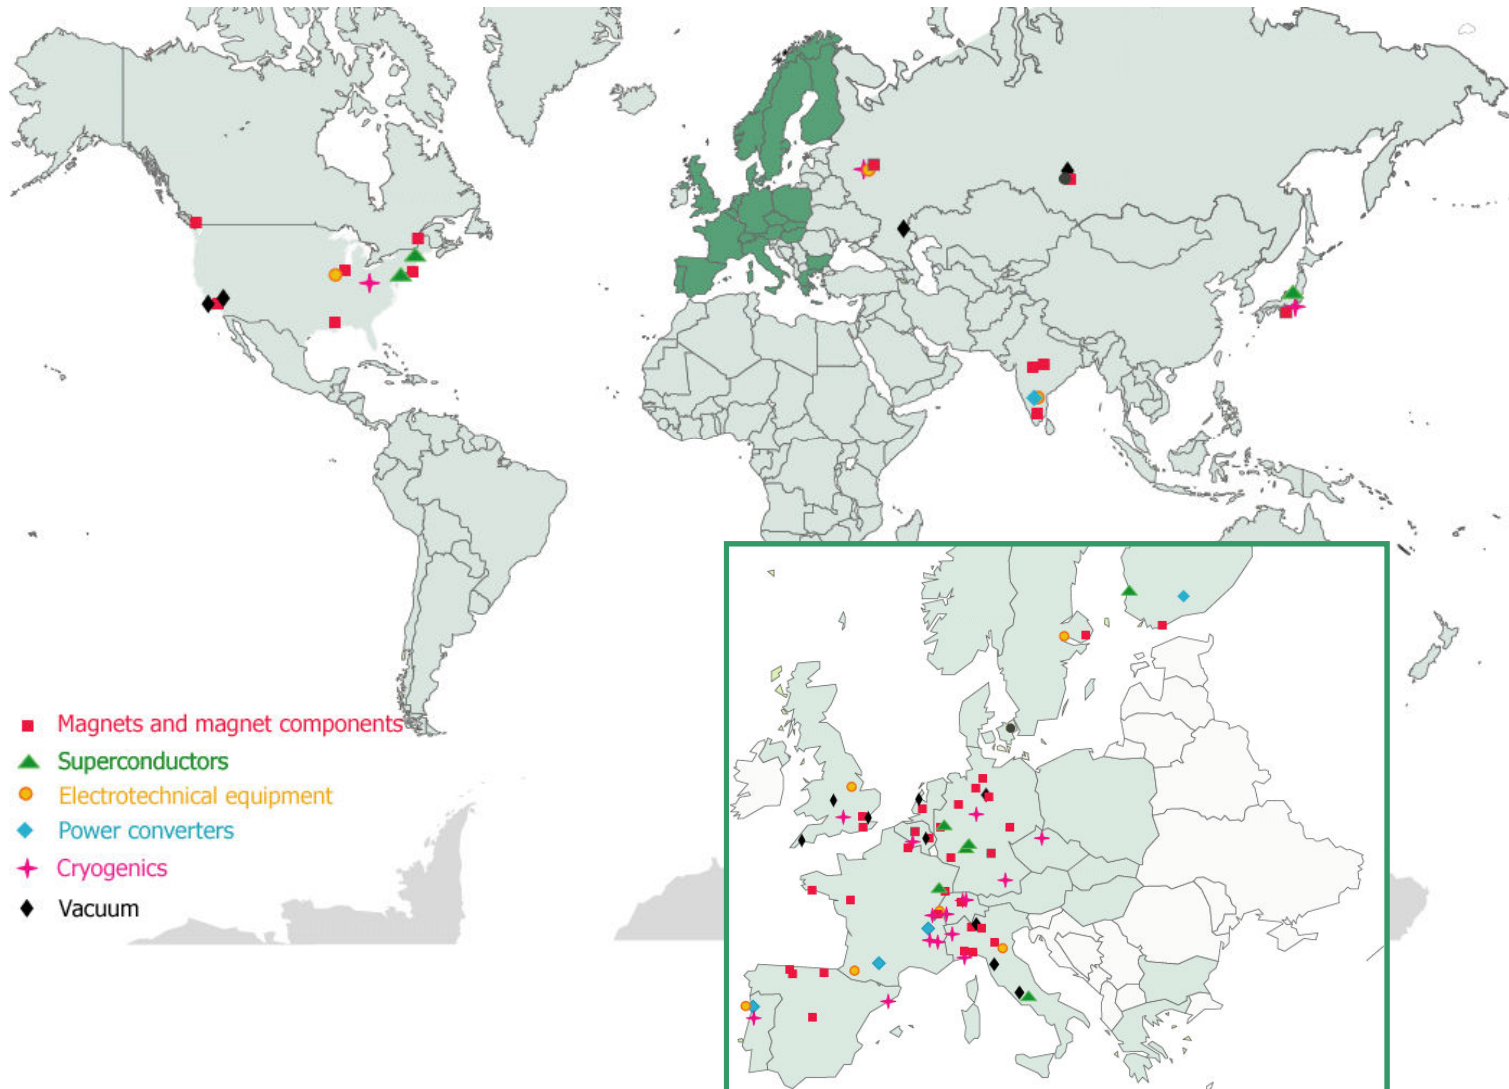 Magnets and magnet components
Superconductors
Electrotechnical equipment
Power converters
Cryogenics
Vacuum